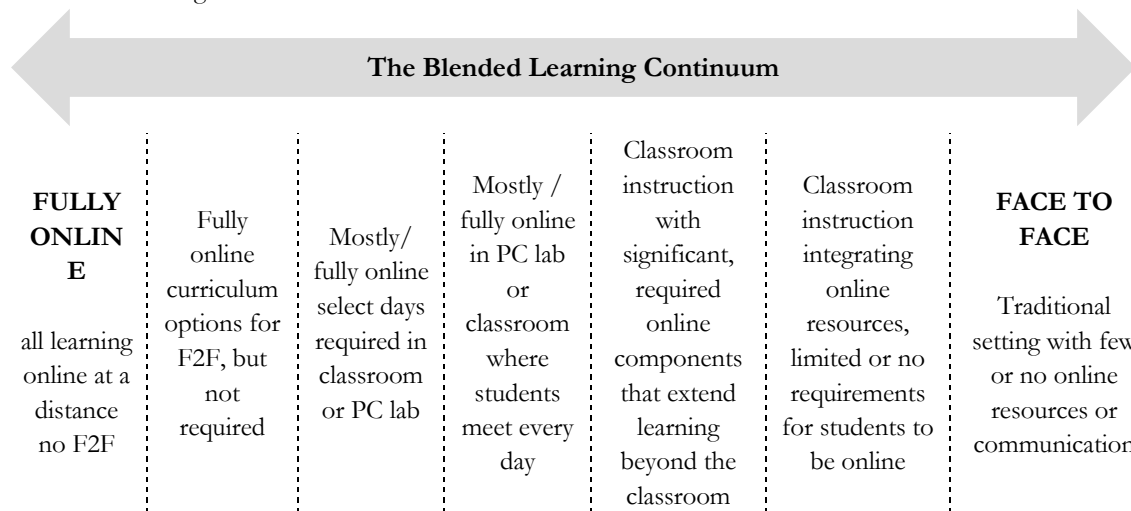 The Blended Learning Continuum
FULLY
ONLIN
E
all learning
online at a
distance
no F2F
Fully
online
curriculum
options for
F2F, but
not
required
Mostly/
fully online
select days
required in
classroom
or PC lab
Mostly /
fully online
in PC lab
or
classroom
where
students
meet every
day
Classroom
instruction
with
significant,
required
online
components
that extend
learning
beyond the
classroom
Classroom
instruction
integrating
online
resources,
limited or no
requirements
for students to
be online
FACE TO
FACE
Traditional
setting with few
or no online
resources or
communication